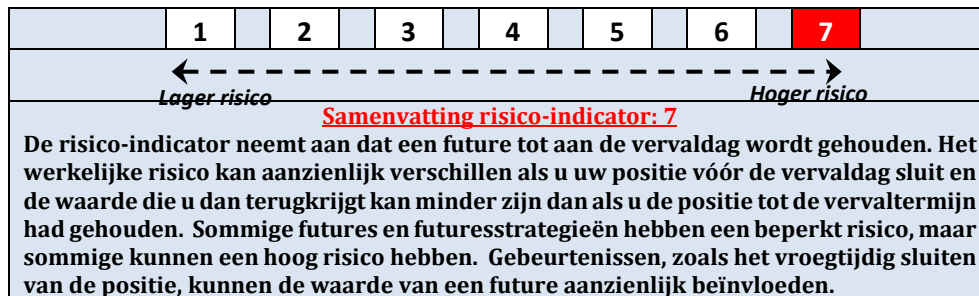 1 2 3 4 5 6 7
Lager risico Hoger risico
Samenvatting risico-indicator: 7
De risico-indicator neemt aan dat een future tot aan de vervaldag wordt gehouden. Het
werkelijke risico kan aanzienlijk verschillen als u uw positie vóór de vervaldag sluit en
de waarde die u dan terugkrijgt kan minder zijn dan als u de positie tot de vervaltermijn
had gehouden. Sommige futures en futuresstrategieën hebben een beperkt risico, maar
sommige kunnen een hoog risico hebben. Gebeurtenissen, zoals het vroegtijdig sluiten
van de positie, kunnen de waarde van een future aanzienlijk beïnvloeden.